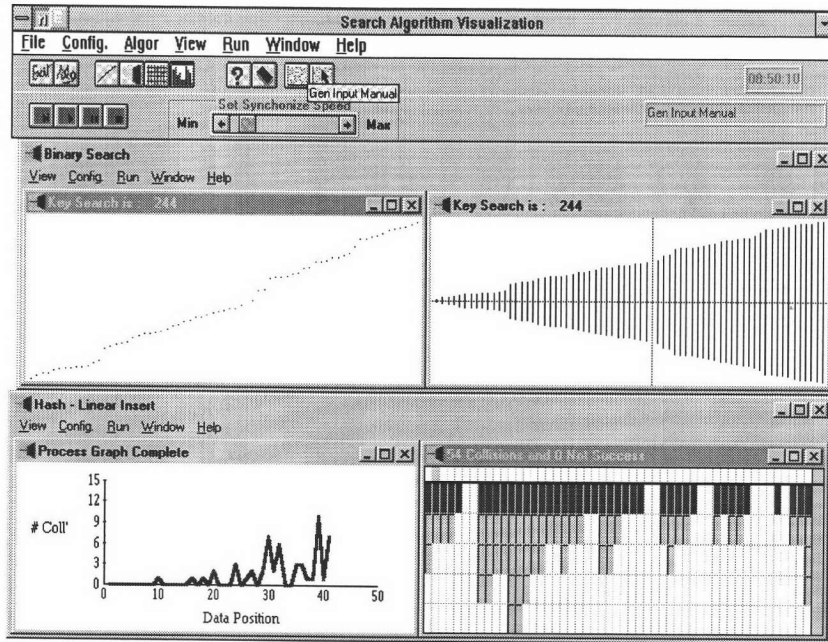 Search Algorithm Visualization
File Config. Algor View Run Window Help
08:50:10
Gen Input Manual
Set Synchonize Speed
Min Max
Gen Input Manual
Binary Search
View Config. Run Window Help
Key Search is : 244
Key Search is : 244
Hash - Linear Insert
View Config. Run Window Help
Process Graph Complete
54 Collisions and 0 Not Success
15
12
9
6
3
0
# Coll'
0 10 20 30 40 50
Data Position